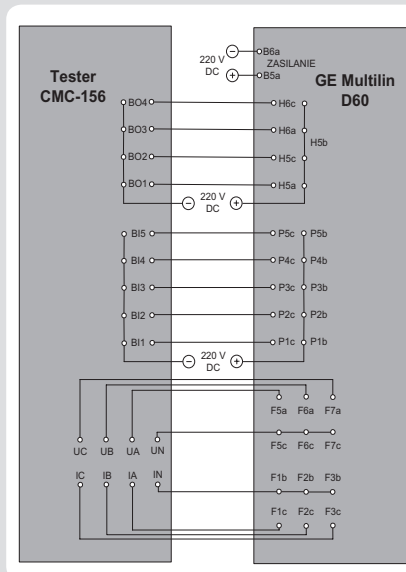 Tester
CMC-156
GE Multilin
D60
220 V
DC
B6a
ZASILANIE
B5a
BO4
H6c
BO3
H6a
H5b
BO2
H5c
BO1
H5a
220 V
DC
BI5
P5c
P5b
BI4
P4c
P4b
BI3
P3c
P3b
BI2
P2c
P2b
BI1
P1c
P1b
220 V
DC
F5a F6a F7a
UC UB UA UN
F5c F6c F7c
IC IB IA IN
F1b F2b F3b
F1c F2c F3c